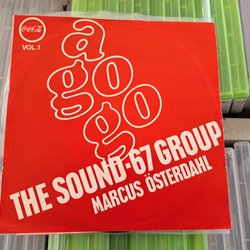 Coca-Cola
VOL.1
a
go
go
THE SOUND-67 GROUP
MARCUS ÖSTERDAHL